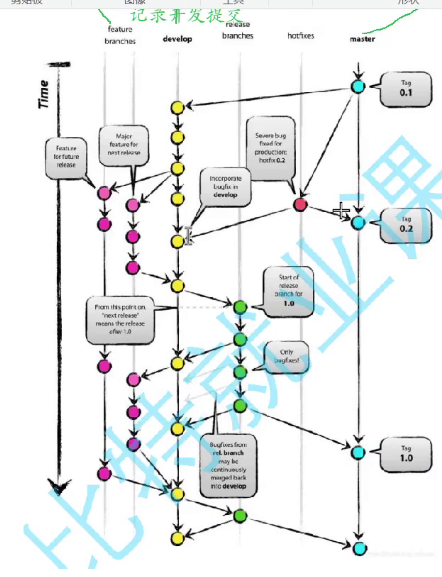 记录开发提交
feature
branches
develop
release
branches
hotfixes
master
Time
Tag
0.1
Feature
for future
release
Major
feature for
next release
Severe bug
fixed for
production:
hotfix 0.2
Incorporate
bugfix in
develop
Tag
0.2
Start of
release
branch for
1.0
From this point on,
"next release"
means the release
after 1.0
Only
bugfixes!
Bugfixes from
rel. branch
may be
continuously
merged back
into develop
Tag
1.0
比特就业课